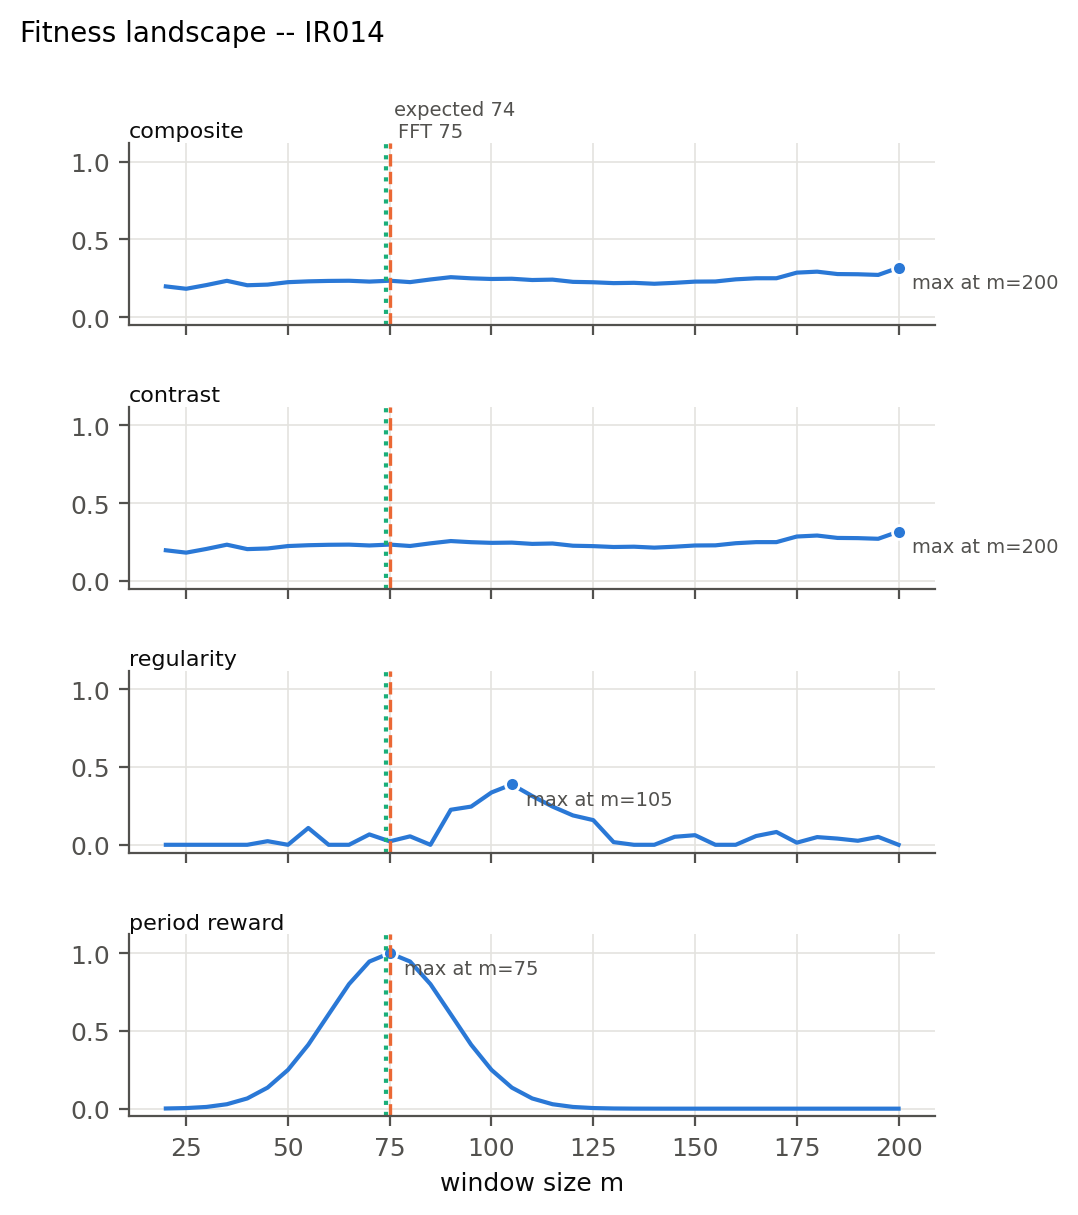 Fitness landscape -- IR014
expected 74
FFT 75
composite
1.0
0.5
0.0
max at m=200
contrast
1.0
0.5
0.0
max at m=200
regularity
1.0
0.5
0.0
max at m=105
period reward
1.0
0.5
0.0
max at m=75
25 50 75 100 125 150 175 200
window size m